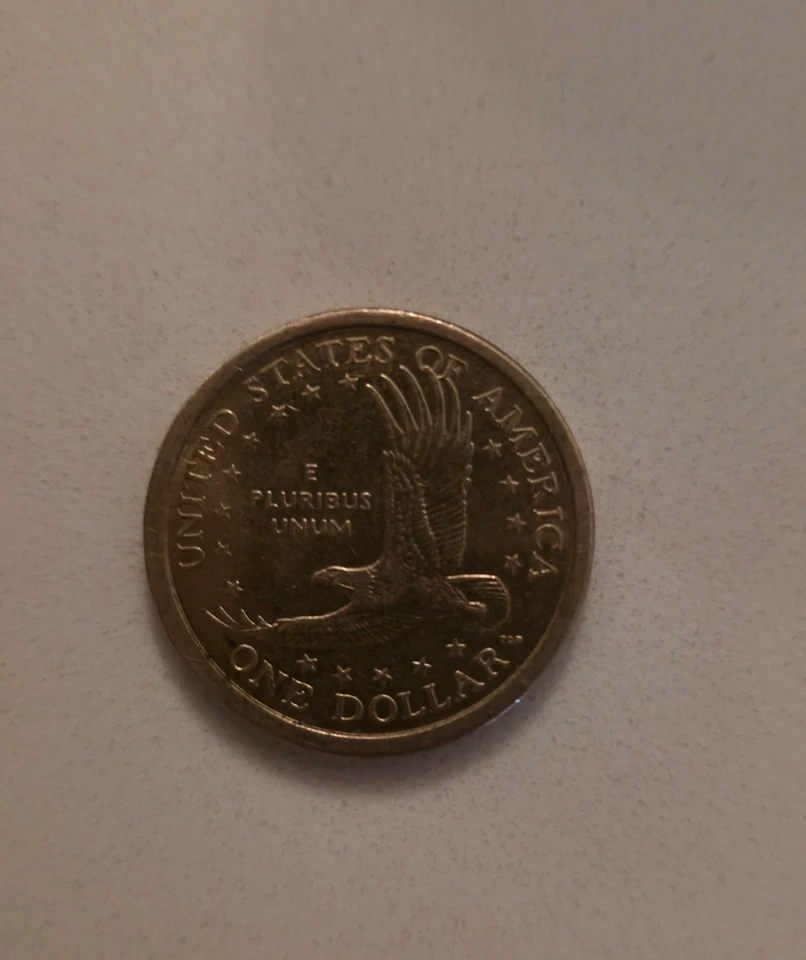 UNITED STATES OF AMERICA
E
PLURIBUS
UNUM
ONE DOLLAR